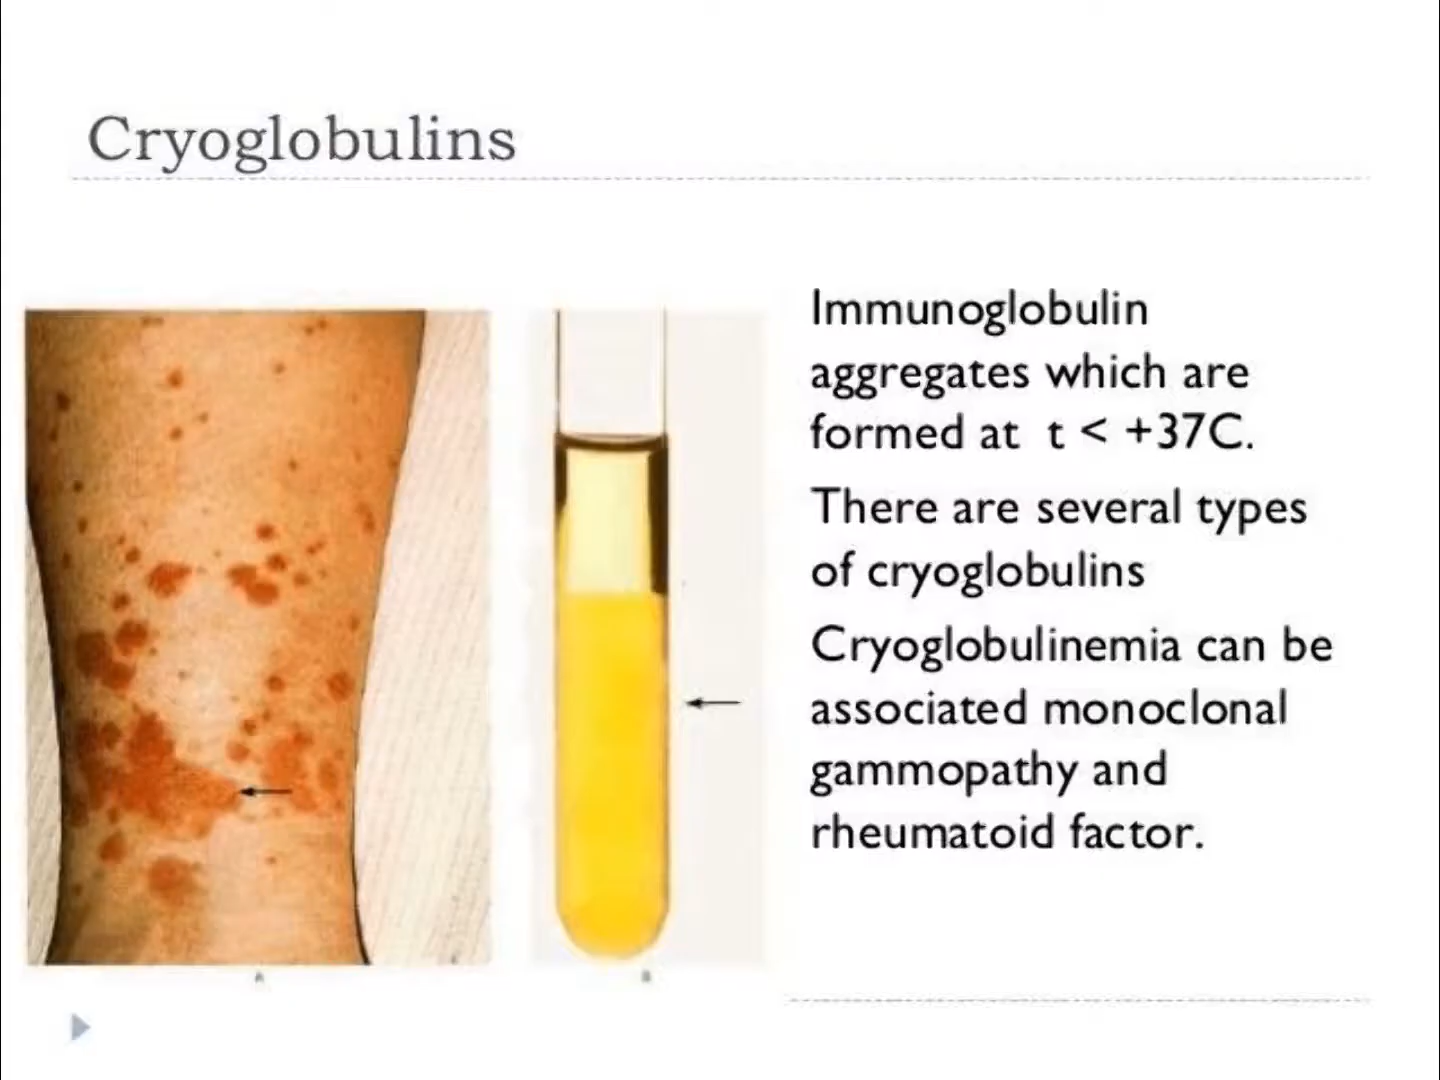 Cryoglobulins
Immunoglobulin
aggregates which are
formed at t < +37C.
There are several types
of cryoglobulins
Cryoglobulinemia can be
associated monoclonal
gammopathy and
rheumatoid factor.
A
B